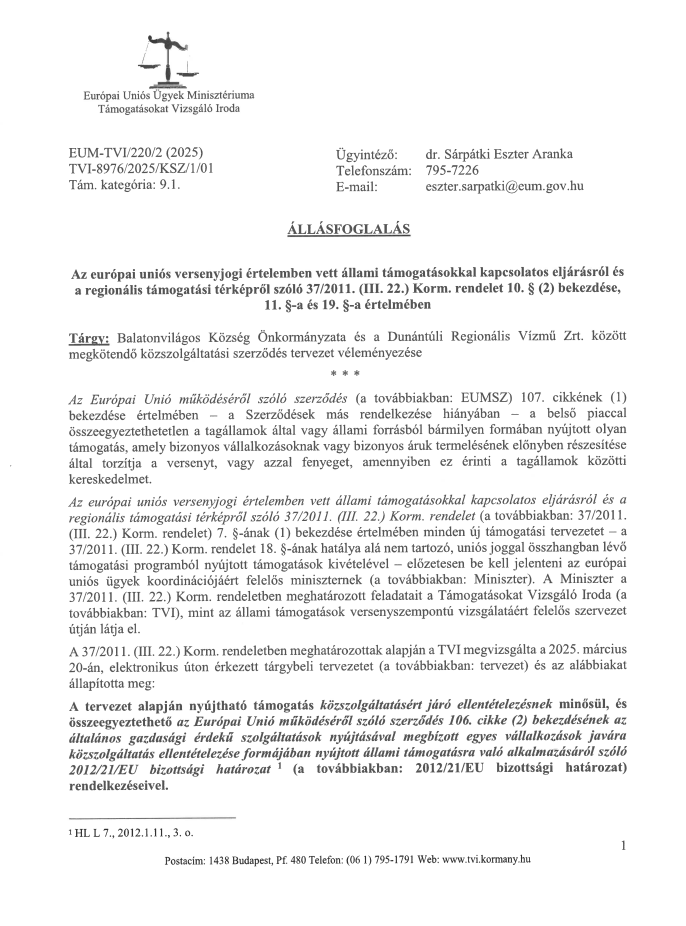 Európai Uniós Ügyek Minisztériuma
Támogatásokat Vizsgáló Iroda
EUM-TVI/220/2 (2025)
TVI-8976/2025/KSZ/1/01
Tám. kategória: 9.1.
Ügyintéző: dr. Sárpátki Eszter Aranka
Telefonszám: 795-7226
E-mail: eszter.sarpatki@eum.gov.hu
ÁLLÁSFOGLALÁS
Az európai uniós versenyjogi értelemben vett állami támogatásokkal kapcsolatos eljárásról és
a regionális támogatási térképről szóló 37/2011. (III. 22.) Korm. rendelet 10. § (2) bekezdése,
11. §-a és 19. §-a értelmében
Tárgy: Balatonvilágos Község Önkormányzata és a Dunántúli Regionális Vízmű Zrt. között
megkötendő közszolgáltatási szerződés tervezet véleményezése
* * *
Az Európai Unió működéséről szóló szerződés (a továbbiakban: EUMSZ) 107. cikkének (1)
bekezdése értelmében – a Szerződések más rendelkezése hiányában – a belső piaccal
összeegyeztethetetlen a tagállamok által vagy állami forrásból bármilyen formában nyújtott olyan
támogatás, amely bizonyos vállalkozásoknak vagy bizonyos áruk termelésének előnyben részesítése
által torzítja a versenyt, vagy azzal fenyeget, amennyiben ez érinti a tagállamok közötti
kereskedelmet.
Az európai uniós versenyjogi értelemben vett állami támogatásokkal kapcsolatos eljárásról és a
regionális támogatási térképről szóló 37/2011. (III. 22.) Korm. rendelet (a továbbiakban: 37/2011.
(III. 22.) Korm. rendelet) 7. §-ának (1) bekezdése értelmében minden új támogatási tervezetet – a
37/2011. (III. 22.) Korm. rendelet 18. §-ának hatálya alá nem tartozó, uniós joggal összhangban lévő
támogatási programból nyújtott támogatások kivételével – előzetesen be kell jelenteni az európai
uniós ügyek koordinációjáért felelős miniszternek (a továbbiakban: Miniszter). A Miniszter a
37/2011. (III. 22.) Korm. rendeletben meghatározott feladatait a Támogatásokat Vizsgáló Iroda (a
továbbiakban: TVI), mint az állami támogatások versenyszempontú vizsgálatáért felelős szervezet
útján látja el.
A 37/2011. (III. 22.) Korm. rendeletben meghatározottak alapján a TVI megvizsgálta a 2025. március
20-án, elektronikus úton érkezett tárgybeli tervezetet (a továbbiakban: tervezet) és az alábbiakat
állapította meg:
A tervezet alapján nyújtható támogatás közszolgáltatásért járó ellentételezésnek minősül, és
összeegyeztethető az Európai Unió működéséről szóló szerződés 106. cikke (2) bekezdésének az
általános gazdasági érdekű szolgáltatások nyújtásával megbízott egyes vállalkozások javára
közszolgáltatás ellentételezése formájában nyújtott állami támogatásra való alkalmazásáról szóló
2012/21/EU bizottsági határozat 1 (a továbbiakban: 2012/21/EU bizottsági határozat)
rendelkezéseivel.
1 HL L 7., 2012.1.11., 3. o.
1
Postacím: 1438 Budapest, Pf. 480 Telefon: (06 1) 795-1791 Web: www.tvi.kormany.hu